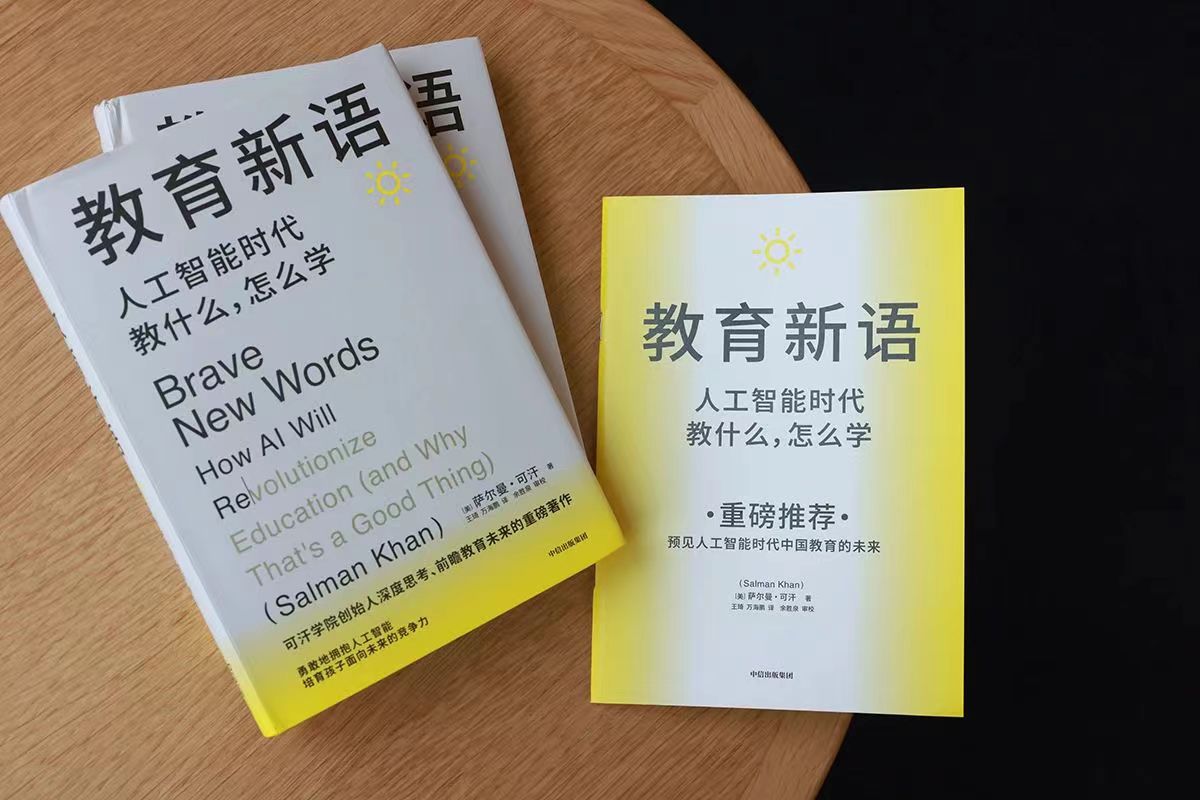 教育新语
人工智能时代
教什么，怎么学
Brave
New Words
How AI Will
Revolutionize
Education (and Why
That's a Good Thing)
(Salman Khan)
[美] 萨尔曼·可汗 著
王琦 万海鹏 译 余胜泉 审校
可汗学院创始人深度思考、前瞻教育未来的重磅著作
勇敢地拥抱人工智能
培育孩子面向未来的竞争力
中信出版集团
语
教育新语
人工智能时代
教什么，怎么学
·重磅推荐·
预见人工智能时代中国教育的未来
(Salman Khan)
[美] 萨尔曼·可汗 著
王琦 万海鹏 译 余胜泉 审校
中信出版集团